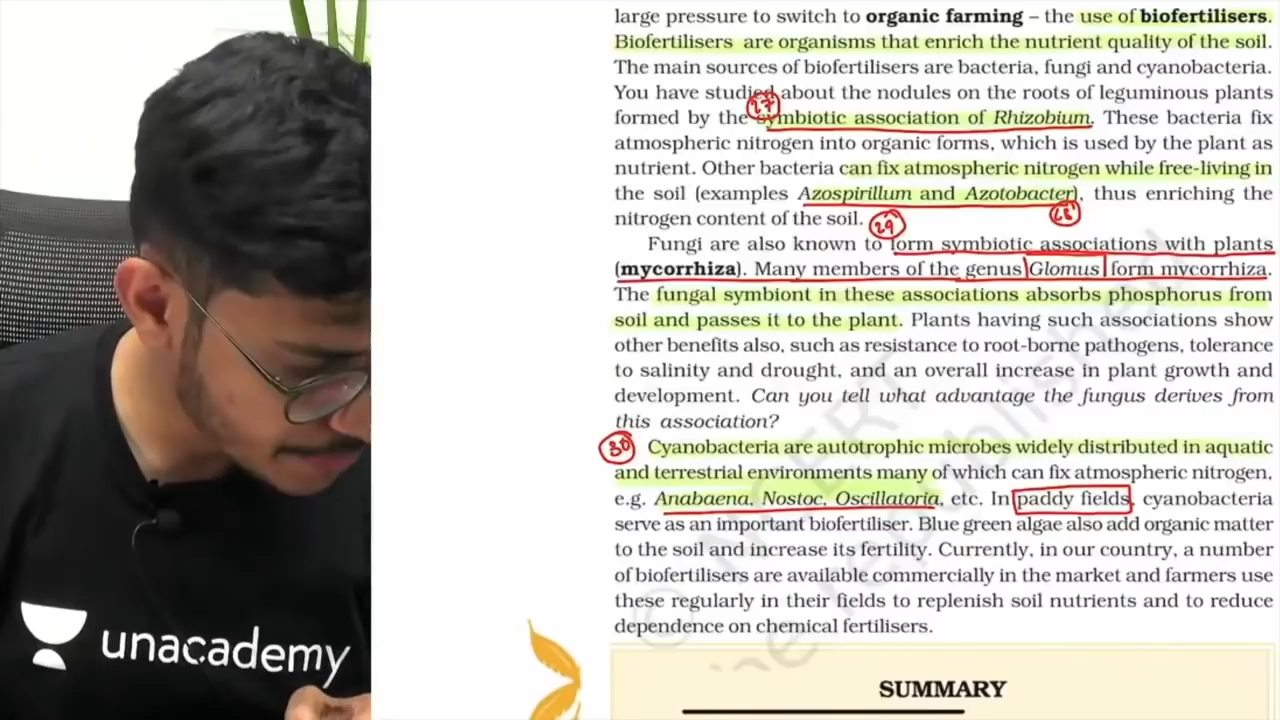 large pressure to switch to organic farming – the use of biofertilisers.
Biofertilisers are organisms that enrich the nutrient quality of the soil.
The main sources of biofertilisers are bacteria, fungi and cyanobacteria.
You have studied about the nodules on the roots of leguminous plants
27
formed by the symbiotic association of Rhizobium. These bacteria fix
atmospheric nitrogen into organic forms, which is used by the plant as
nutrient. Other bacteria can fix atmospheric nitrogen while free-living in
the soil (examples Azospirillum and Azotobacter), thus enriching the
nitrogen content of the soil.
29
28
Fungi are also known to form symbiotic associations with plants
(mycorrhiza). Many members of the genus Glomus form mycorrhiza.
The fungal symbiont in these associations absorbs phosphorus from
soil and passes it to the plant. Plants having such associations show
other benefits also, such as resistance to root-borne pathogens, tolerance
to salinity and drought, and an overall increase in plant growth and
development. Can you tell what advantage the fungus derives from
this association?
30
Cyanobacteria are autotrophic microbes widely distributed in aquatic
and terrestrial environments many of which can fix atmospheric nitrogen,
e.g. Anabaena, Nostoc, Oscillatoria, etc. In paddy fields, cyanobacteria
serve as an important biofertiliser. Blue green algae also add organic matter
to the soil and increase its fertility. Currently, in our country, a number
of biofertilisers are available commercially in the market and farmers use
these regularly in their fields to replenish soil nutrients and to reduce
dependence on chemical fertilisers.
SUMMARY
unacademy
© NCERT
be republished